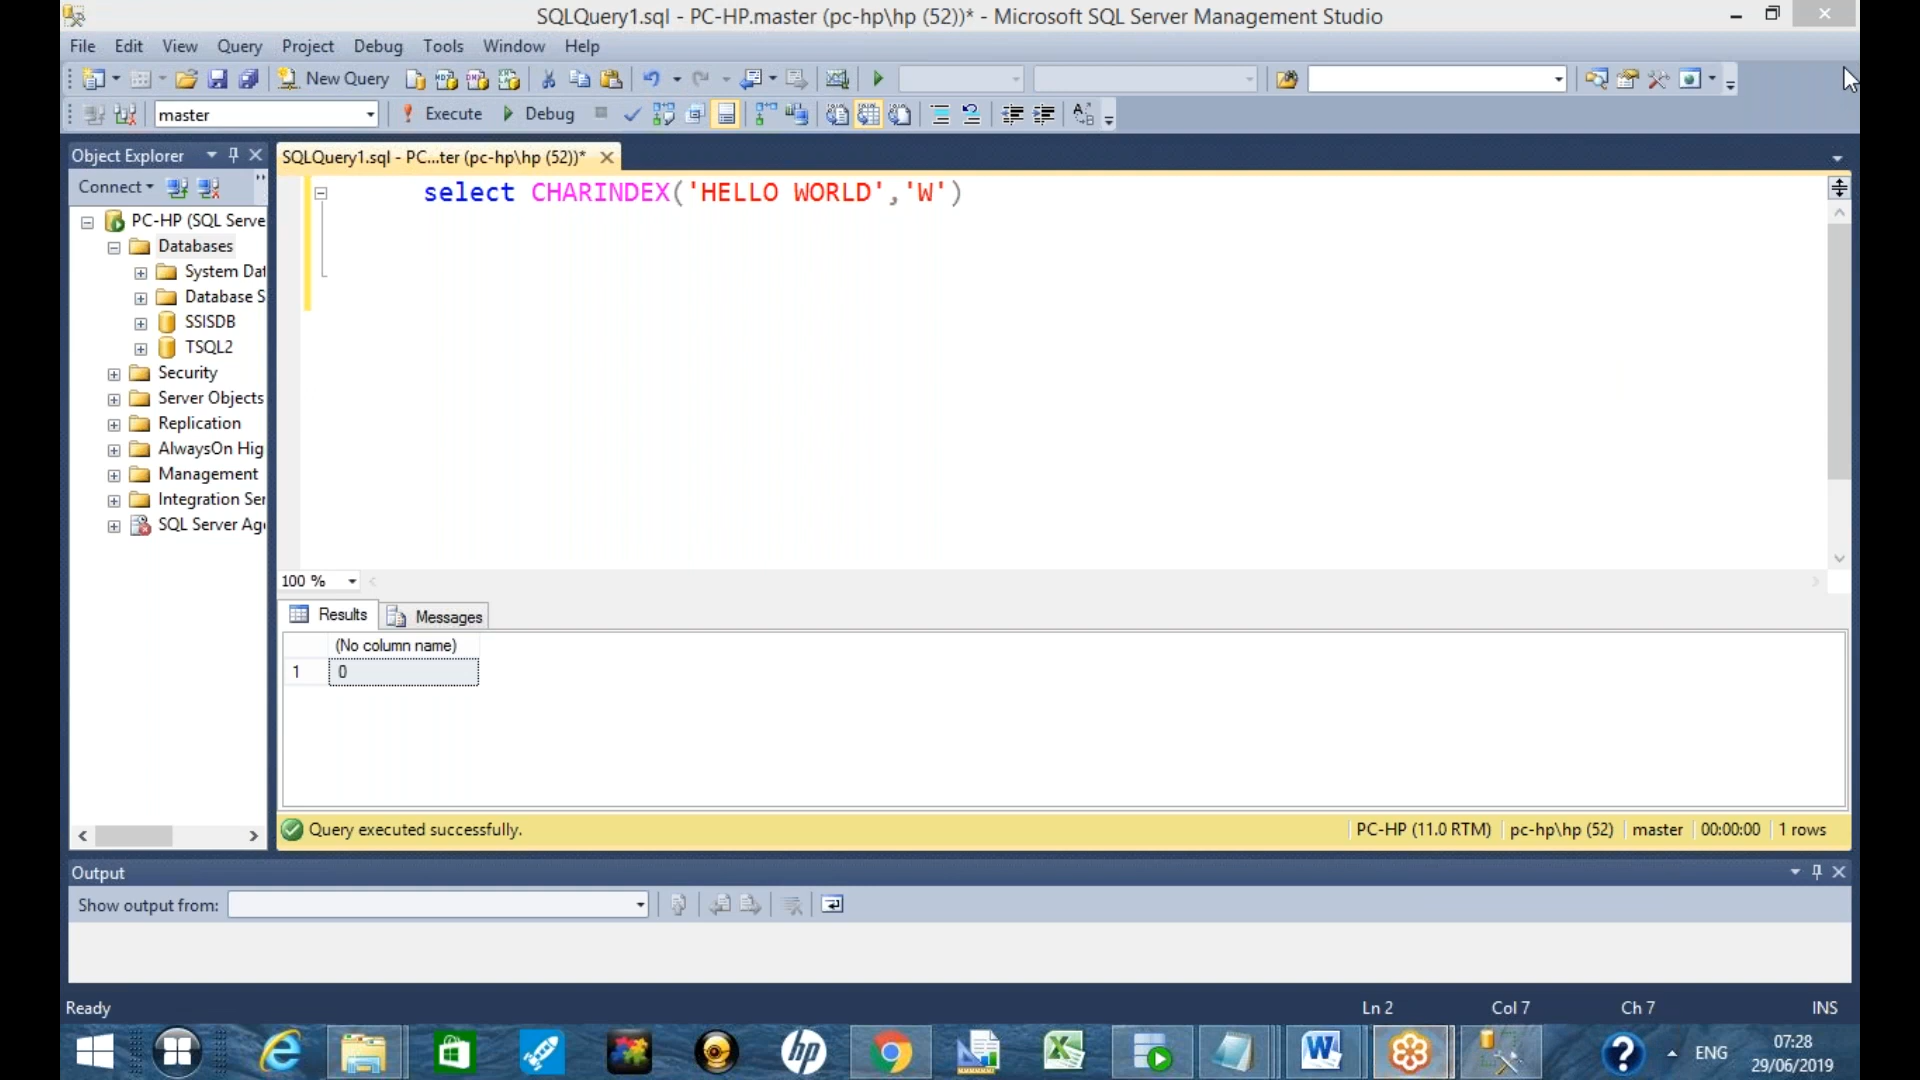 SQLQuery1.sql - PC-HP.master (pc-hp\hp (52))* - Microsoft SQL Server Management Studio
File Edit View Query Project Debug Tools Window Help
New Query
master Execute Debug
Object Explorer
SQLQuery1.sql - PC...ter (pc-hp\hp (52))*
Connect
select CHARINDEX('HELLO WORLD','W')
PC-HP (SQL Serve
Databases
System Dat
Database S
SSISDB
TSQL2
Security
Server Objects
Replication
AlwaysOn Hig
Management
Integration Ser
SQL Server Age
100 %
Results Messages
(No column name)
1 0
Query executed successfully. PC-HP (11.0 RTM) pc-hp\hp (52) master 00:00:00 1 rows
Output
Show output from:
Ready Ln 2 Col 7 Ch 7 INS
ENG
07:28
29/06/2019